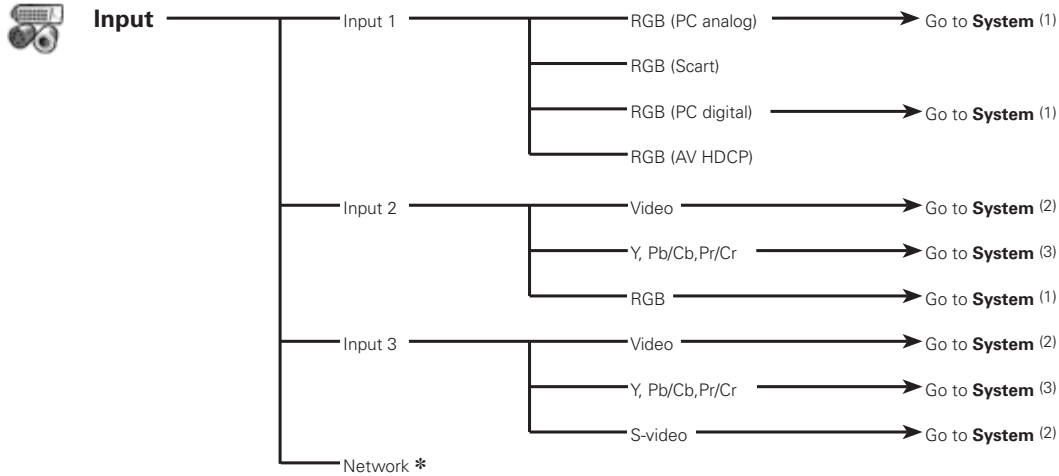 Input Input 1 RGB (PC analog) Go to System (1)
RGB (Scart)
RGB (PC digital) Go to System (1)
RGB (AV HDCP)
Input 2 Video Go to System (2)
Y, Pb/Cb,Pr/Cr Go to System (3)
RGB Go to System (1)
Input 3 Video Go to System (2)
Y, Pb/Cb,Pr/Cr Go to System (3)
S-video Go to System (2)
Network ✻